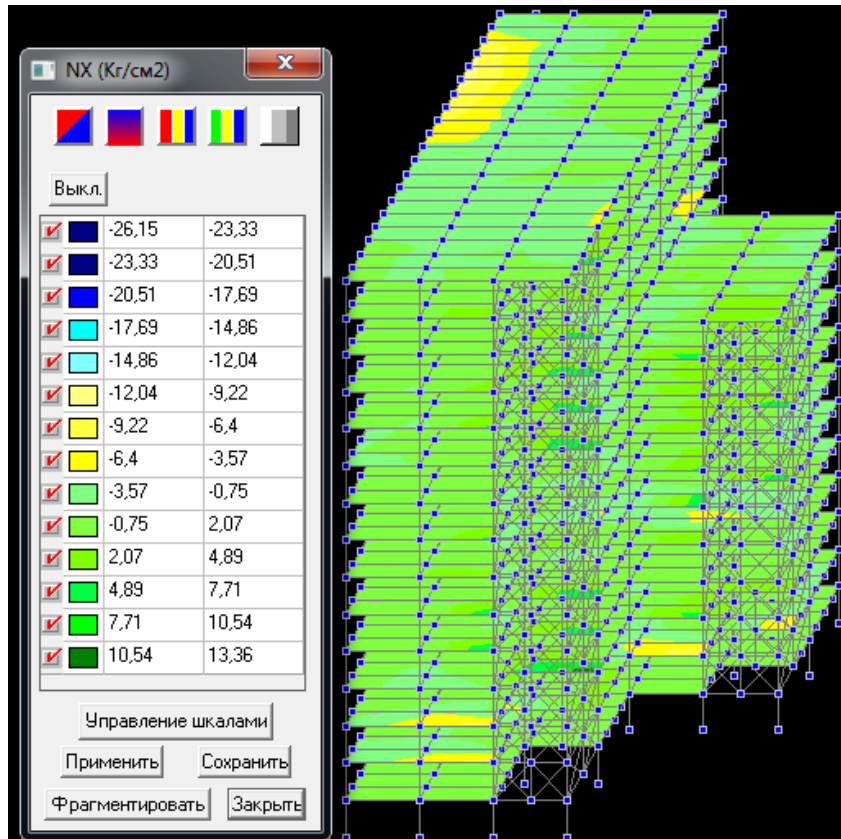 NX (Кг/см2)
Выкл.
-26,15 -23,33
-23,33 -20,51
-20,51 -17,69
-17,69 -14,86
-14,86 -12,04
-12,04 -9,22
-9,22 -6,4
-6,4 -3,57
-3,57 -0,75
-0,75 2,07
2,07 4,89
4,89 7,71
7,71 10,54
10,54 13,36
Управление шкалами
Применить Сохранить
Фрагментировать Закрыть